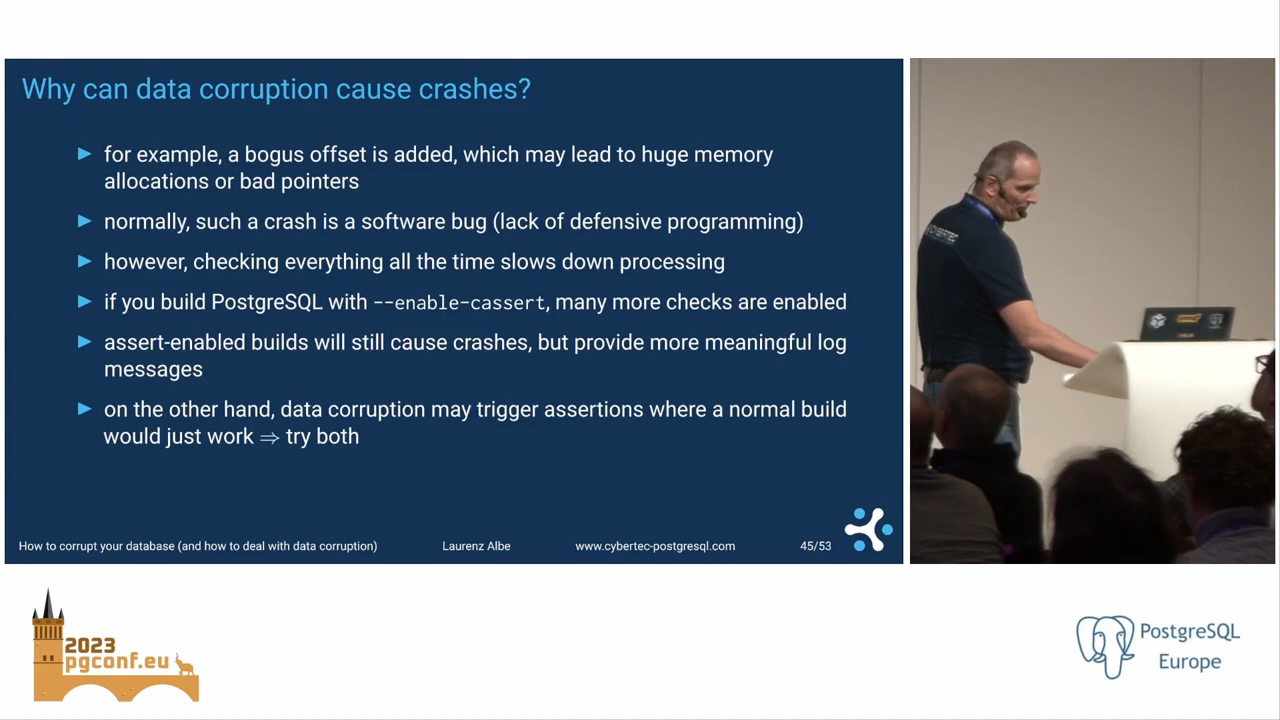 Why can data corruption cause crashes?
for example, a bogus offset is added, which may lead to huge memory
allocations or bad pointers
normally, such a crash is a software bug (lack of defensive programming)
however, checking everything all the time slows down processing
if you build PostgreSQL with --enable-cassert, many more checks are enabled
assert-enabled builds will still cause crashes, but provide more meaningful log
messages
on the other hand, data corruption may trigger assertions where a normal build
would just work ⇒ try both
How to corrupt your database (and how to deal with data corruption) Laurenz Albe www.cybertec-postgresql.com 45/53
CYBERTEC
2023
pgconf.eu
PostgreSQL
Europe